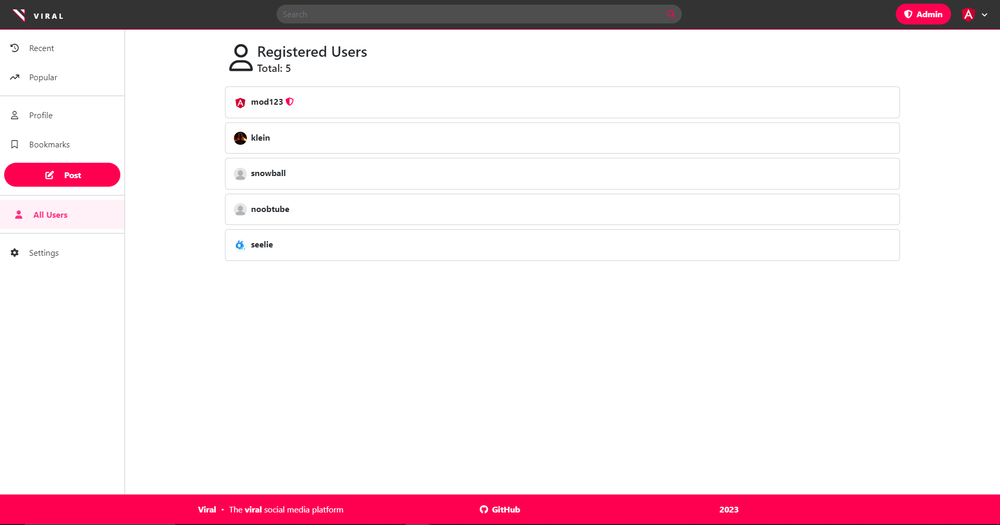 VIRAL
Search
Admin
Recent
Popular
Profile
Bookmarks
Post
All Users
Settings
Registered Users
Total: 5
mod123
klein
snowball
noobtube
seelie
Viral · The viral social media platform
GitHub
2023